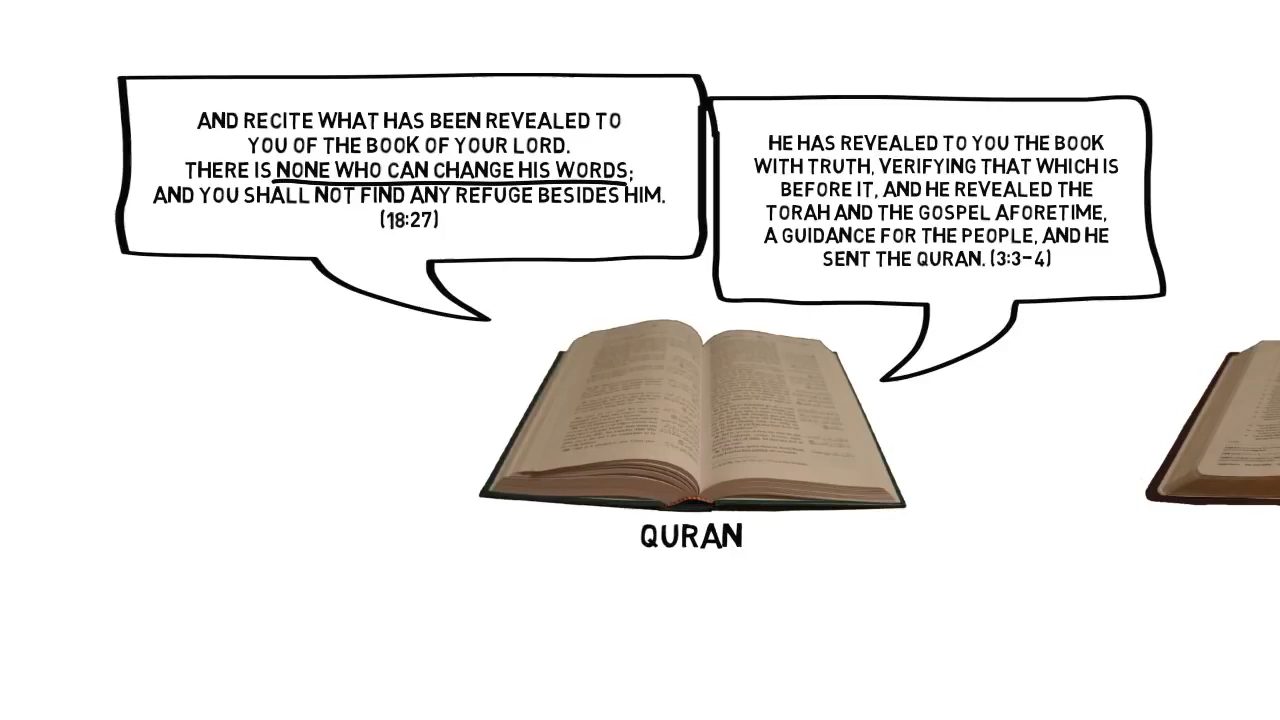 AND RECITE WHAT HAS BEEN REVEALED TO
YOU OF THE BOOK OF YOUR LORD.
THERE IS NONE WHO CAN CHANGE HIS WORDS;
AND YOU SHALL NOT FIND ANY REFUGE BESIDES HIM.
(18:27)
HE HAS REVEALED TO YOU THE BOOK
WITH TRUTH, VERIFYING THAT WHICH IS
BEFORE IT, AND HE REVEALED THE
TORAH AND THE GOSPEL AFORETIME,
A GUIDANCE FOR THE PEOPLE, AND HE
SENT THE QURAN. (3:3-4)
QURAN